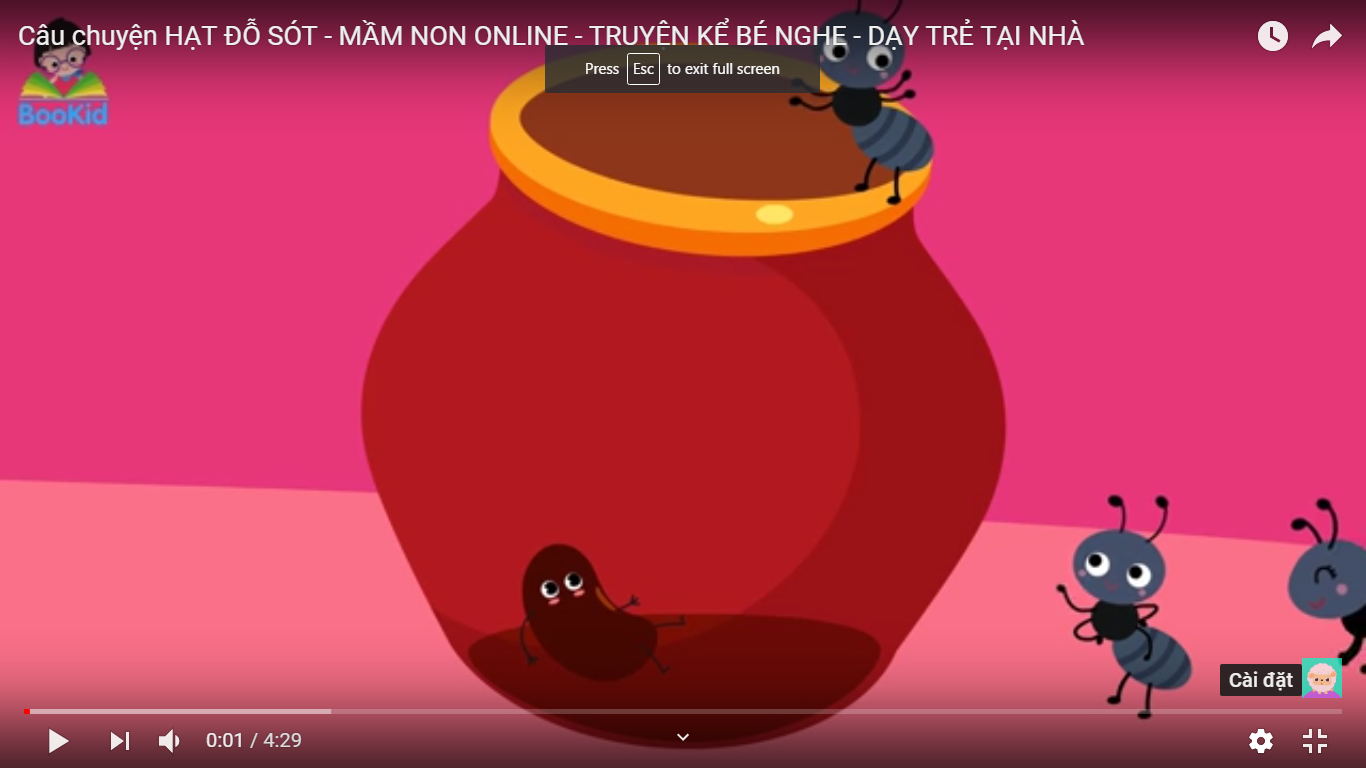 Câu chuyện HẠT ĐỖ SÓT - MẦM NON ONLINE - TRUYỆN KỂ BÉ NGHE - DẠY TRẺ TẠI NHÀ
Press Esc to exit full screen
BooKid
Cài đặt
0:01 / 4:29